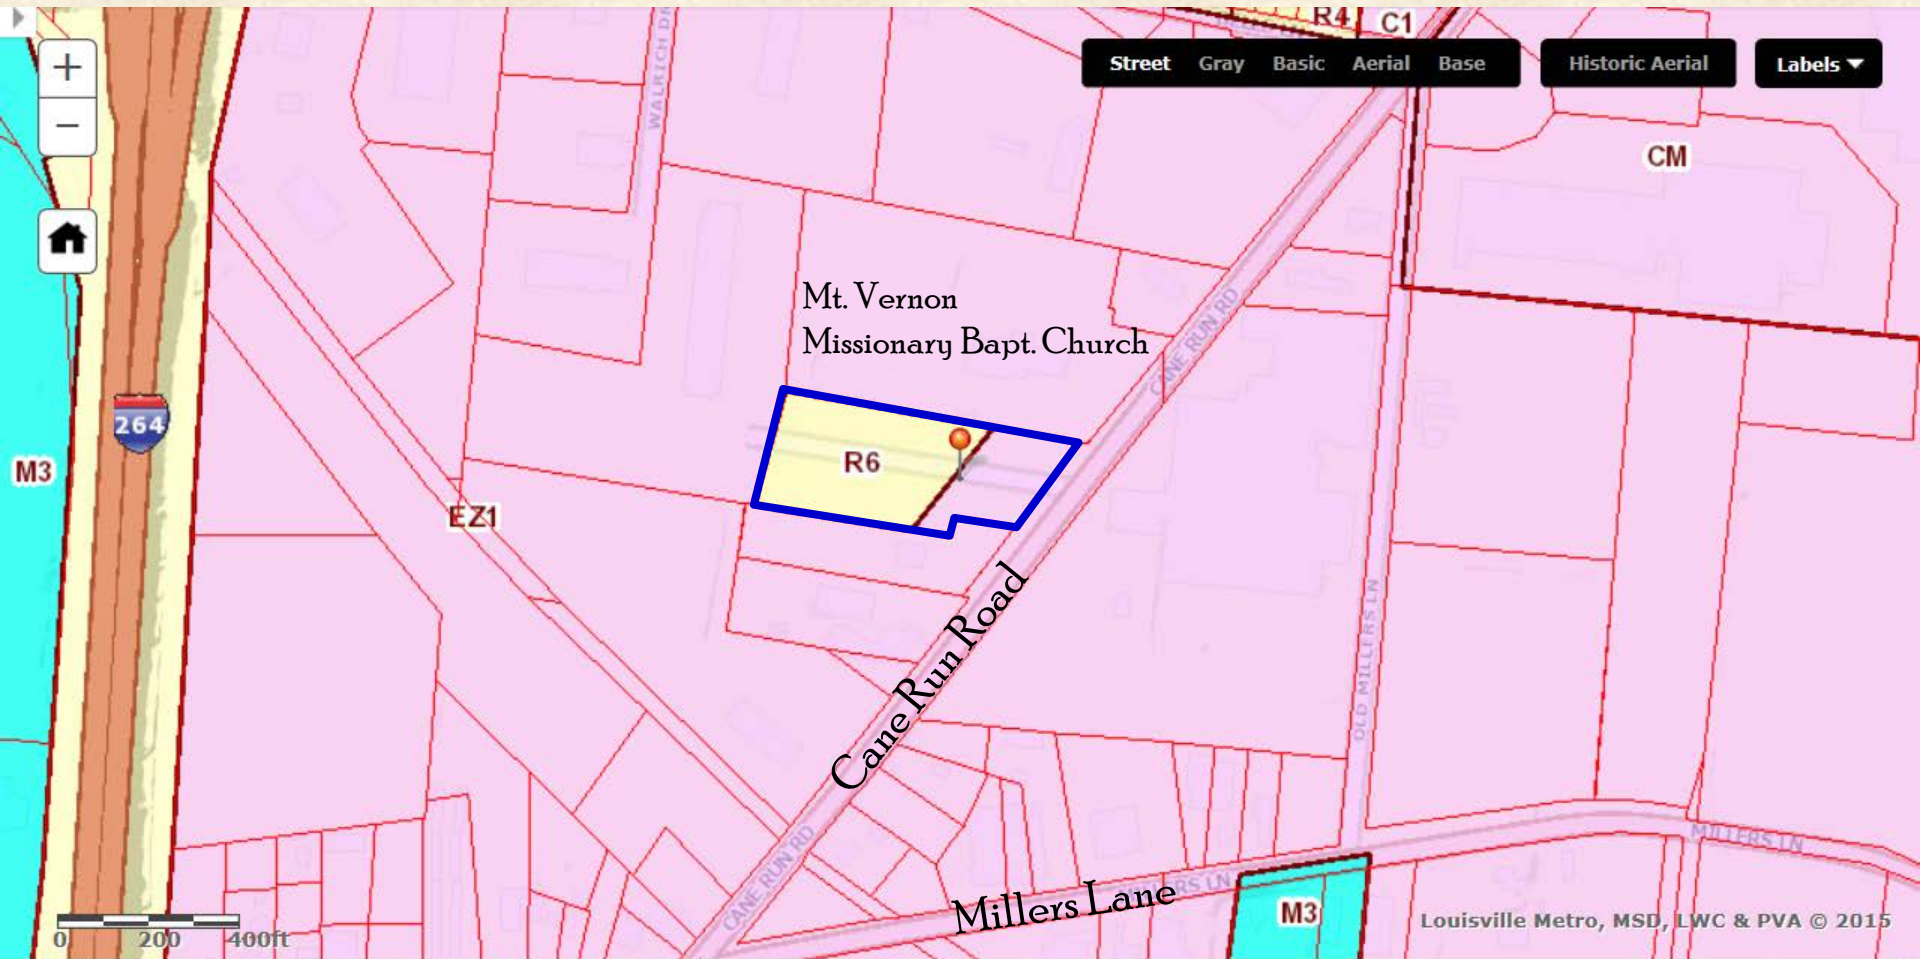 R4
C1
Street Gray Basic Aerial Base
Historic Aerial
Labels
+
−
WALRICH DR
CM
Mt. Vernon
Missionary Bapt. Church
CANE RUN RD
264
R6
M3
EZ1
Cane Run Road
OLD MILLERS LN
MILLERS LN
CANE RUN RD
Millers Lane
MILLERS LN
M3
0 200 400ft
Louisville Metro, MSD, LWC & PVA © 2015